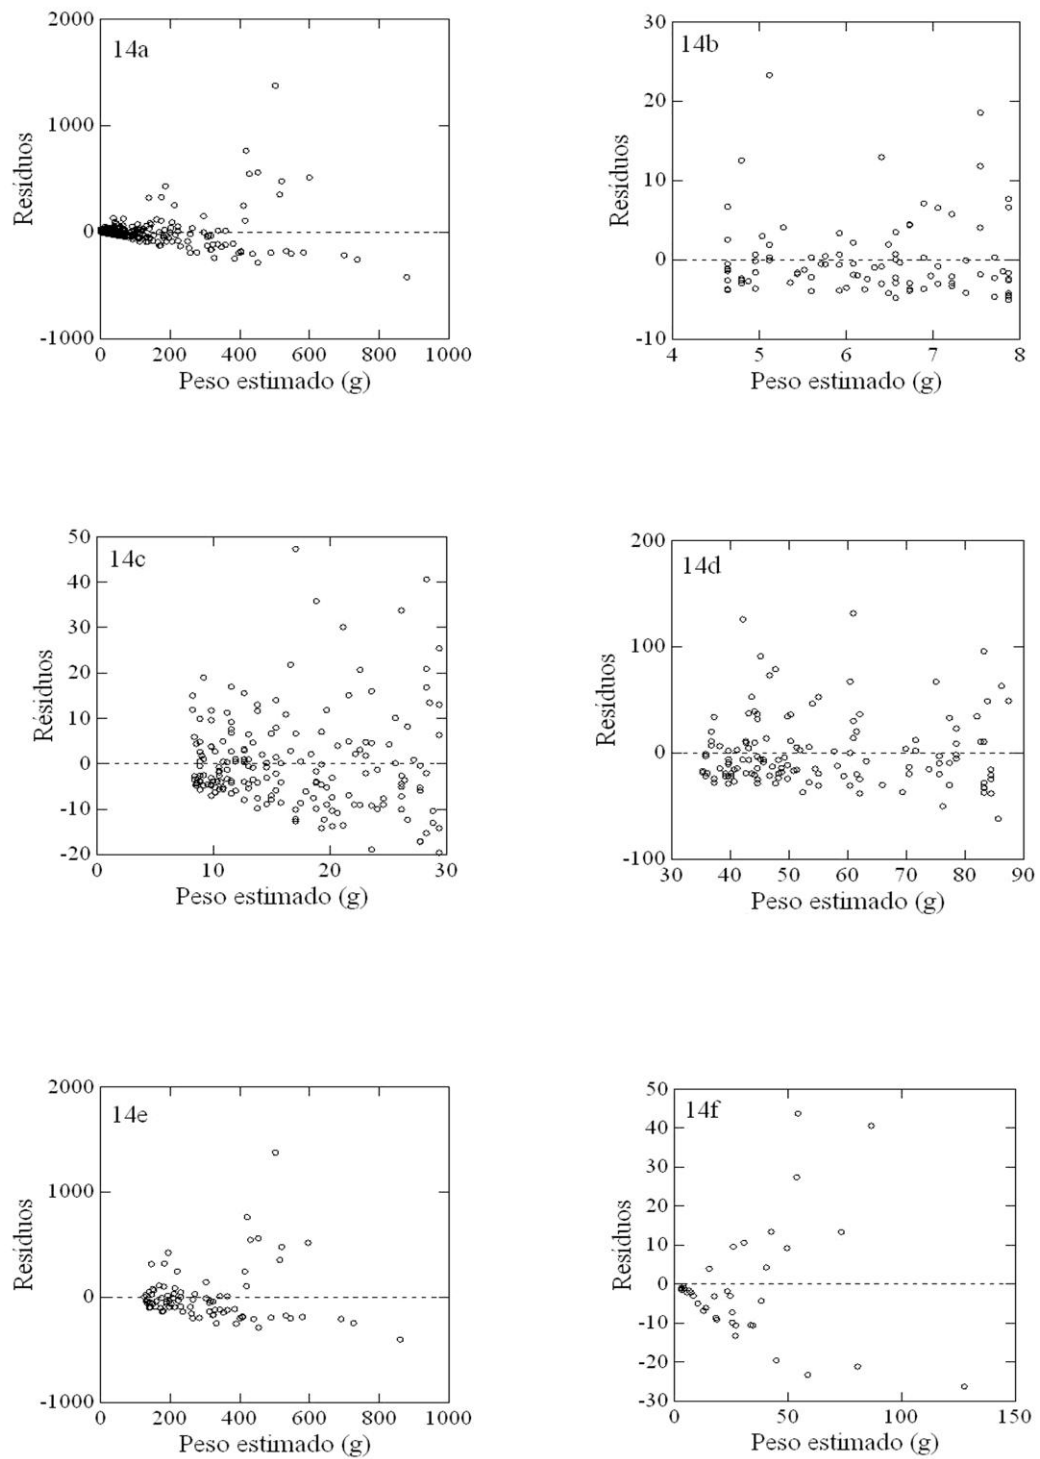 14a
2000
1000
0
-1000
0 200 400 600 800 1000
Resíduos
Peso estimado (g)
14b
30
20
10
0
-10
4 5 6 7 8
Resíduos
Peso estimado (g)
14c
50
40
30
20
10
0
-10
-20
0 10 20 30
Résiduos
Peso estimado (g)
14d
200
100
0
-100
30 40 50 60 70 80 90
Resíduos
Peso estimado (g)
14e
2000
1000
0
-1000
0 200 400 600 800 1000
Resíduos
Peso estimado (g)
14f
50
40
30
20
10
0
-10
-20
-30
0 50 100 150
Resíduos
Peso estimado (g)